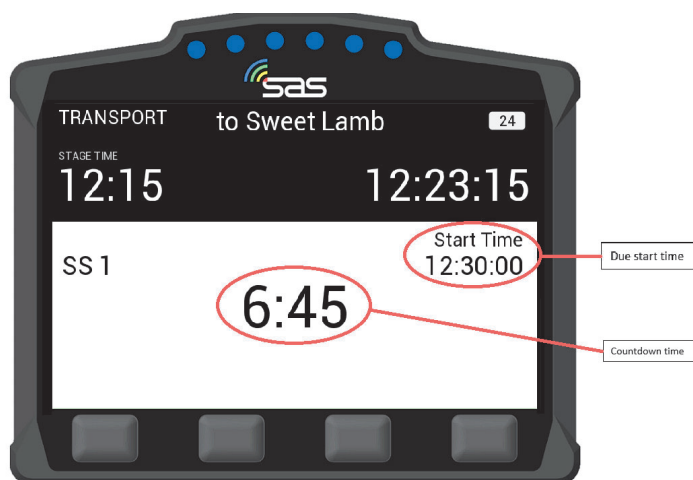 sas
TRANSPORT
to Sweet Lamb
24
STAGE TIME
12:15
12:23:15
SS 1
Start Time
12:30:00
6:45
Due start time
Countdown time